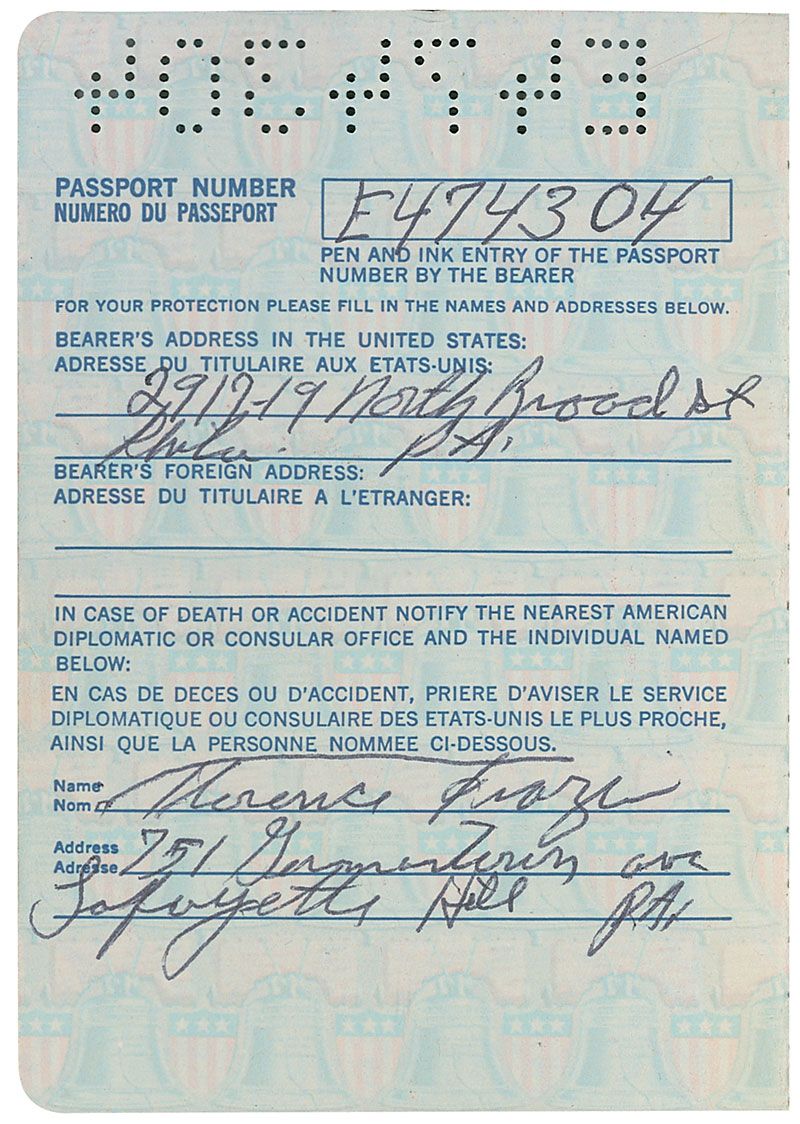 E474304
PASSPORT NUMBER
NUMERO DU PASSEPORT
E474304
PEN AND INK ENTRY OF THE PASSPORT
NUMBER BY THE BEARER
FOR YOUR PROTECTION PLEASE FILL IN THE NAMES AND ADDRESSES BELOW.
BEARER'S ADDRESS IN THE UNITED STATES:
ADRESSE DU TITULAIRE AUX ETATS-UNIS:
2917-19 North Broad St
Phila. PA.
BEARER'S FOREIGN ADDRESS:
ADRESSE DU TITULAIRE A L'ETRANGER:
IN CASE OF DEATH OR ACCIDENT NOTIFY THE NEAREST AMERICAN
DIPLOMATIC OR CONSULAR OFFICE AND THE INDIVIDUAL NAMED
BELOW:
EN CAS DE DECES OU D'ACCIDENT, PRIERE D'AVISER LE SERVICE
DIPLOMATIQUE OU CONSULAIRE DES ETATS-UNIS LE PLUS PROCHE,
AINSI QUE LA PERSONNE NOMMEE CI-DESSOUS.
Name
Nom
Florence Frazier
Address
Adresse
751 Germantown ave
Lafayette Hill PA.